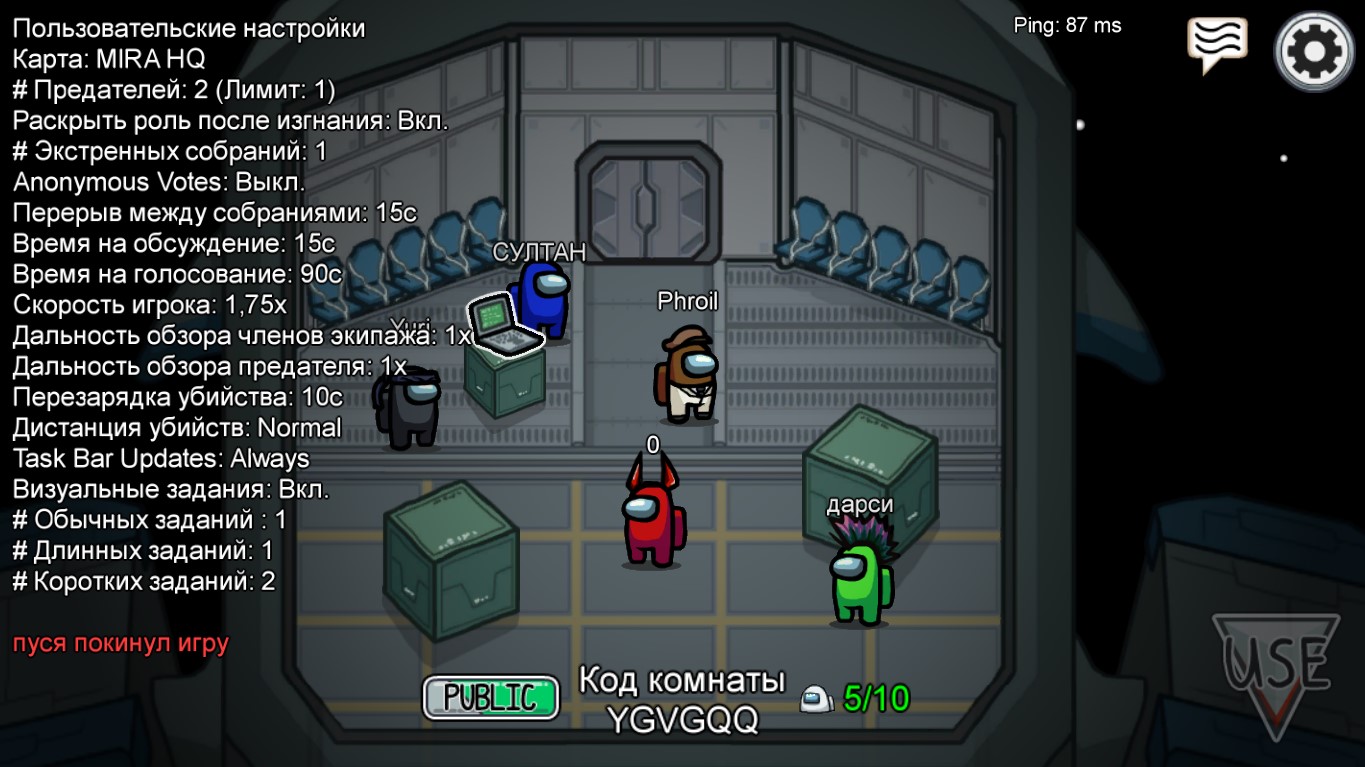 Пользовательские настройки
Карта: MIRA HQ
# Предателей: 2 (Лимит: 1)
Раскрыть роль после изгнания: Вкл.
# Экстренных собраний: 1
Anonymous Votes: Выкл.
Перерыв между собраниями: 15с
Время на обсуждение: 15с
Время на голосование: 90с
Скорость игрока: 1,75x
Дальность обзора членов экипажа: 1x
Дальность обзора предателя: 1x
Перезарядка убийства: 10с
Дистанция убийств: Normal
Task Bar Updates: Always
Визуальные задания: Вкл.
# Обычных заданий : 1
# Длинных заданий: 1
# Коротких заданий: 2
пуся покинул игру
Ping: 87 ms
СУЛТАН
Phroil
0
дарси
PUBLIC
Код комнаты
YGVGQQ
5/10
USE